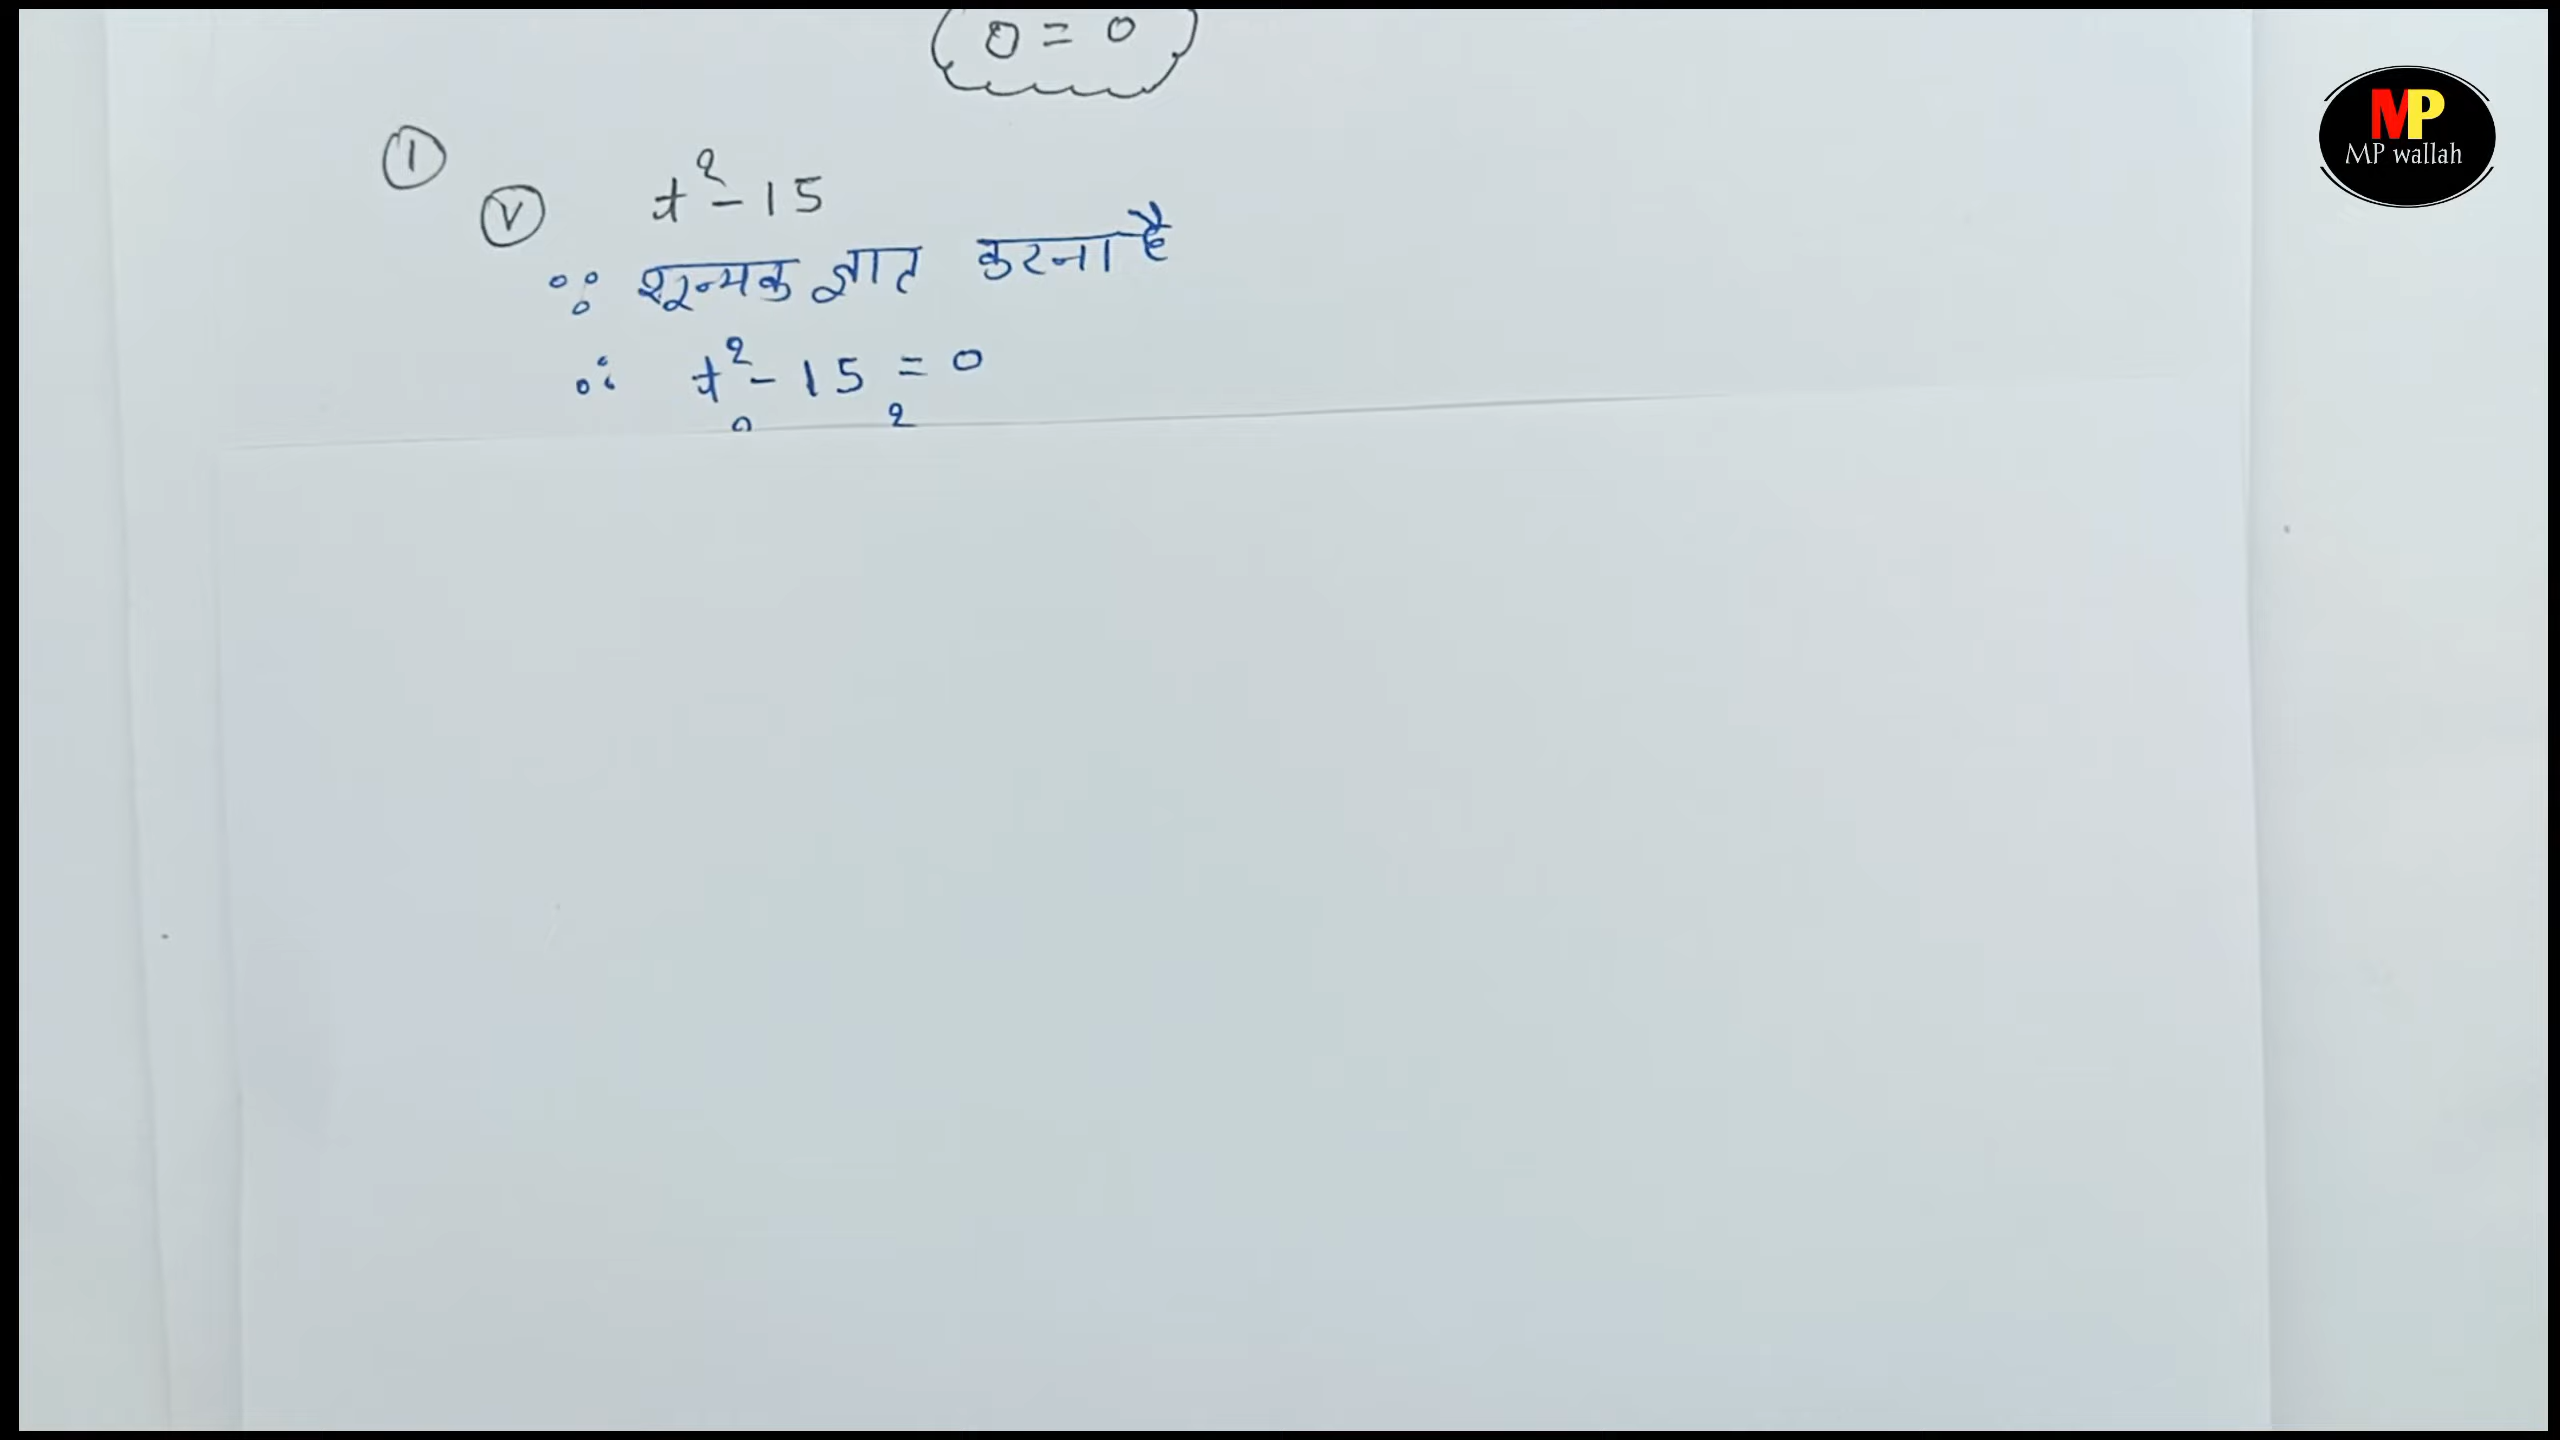 0 = 0
① 
Ⓥ t² - 15
∵ शून्यक ज्ञात करना है
∴ t² - 15 = 0
MP
MP wallah